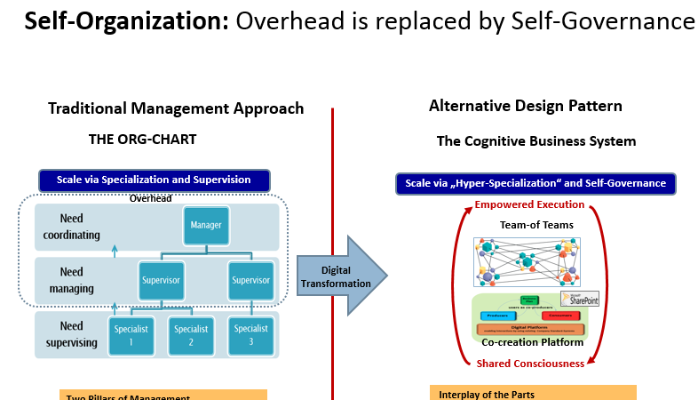 Self-Organization: Overhead is replaced by Self-Governance
Traditional Management Approach
THE ORG-CHART
Scale via Specialization and Supervision
Overhead
Need
coordinating
Manager
Need
managing
Supervisor
Supervisor
Need
supervising
Specialist
1
Specialist
2
Specialist
3
Two Pillars of Management
Digital
Transformation
Alternative Design Pattern
The Cognitive Business System
Scale via „Hyper-Specialization“ and Self-Governance
Empowered Execution
Team-of Teams
SharePoint
Digital Platform
Co-creation Platform
Shared Consciousness
Interplay of the Parts